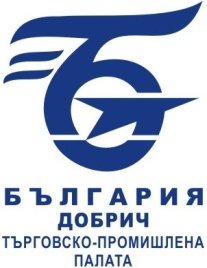 БЪЛГАРИЯ
ДОБРИЧ
ТЪРГОВСКО-ПРОМИШЛЕНА
ПАЛАТА